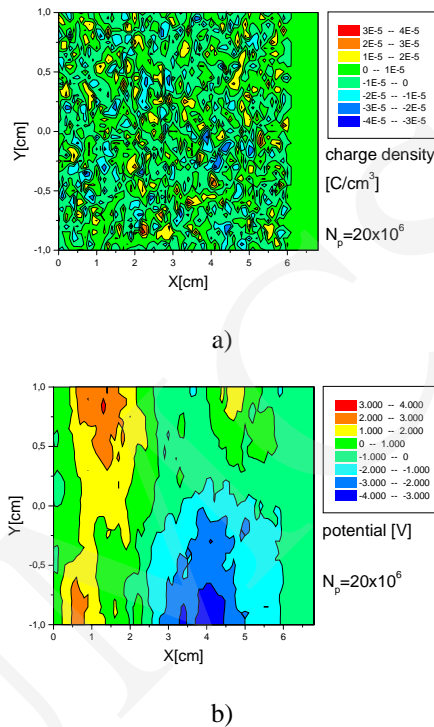 1,0
0,5
0,0
-0,5
-1,0
Y[cm]
0 1 2 3 4 5 6
X[cm]
3E-5 -- 4E-5
2E-5 -- 3E-5
1E-5 -- 2E-5
0 -- 1E-5
-1E-5 -- 0
-2E-5 -- -1E-5
-3E-5 -- -2E-5
-4E-5 -- -3E-5
charge density
[C/cm³]
Nₚ=20x10⁶
a)
1,0
0,5
0,0
-0,5
-1,0
Y[cm]
0 1 2 3 4 5 6
X[cm]
3.000 -- 4.000
2.000 -- 3.000
1.000 -- 2.000
0 -- 1.000
-1.000 -- 0
-2.000 -- -1.000
-3.000 -- -2.000
-4.000 -- -3.000
potential [V]
Nₚ=20x10⁶
b)